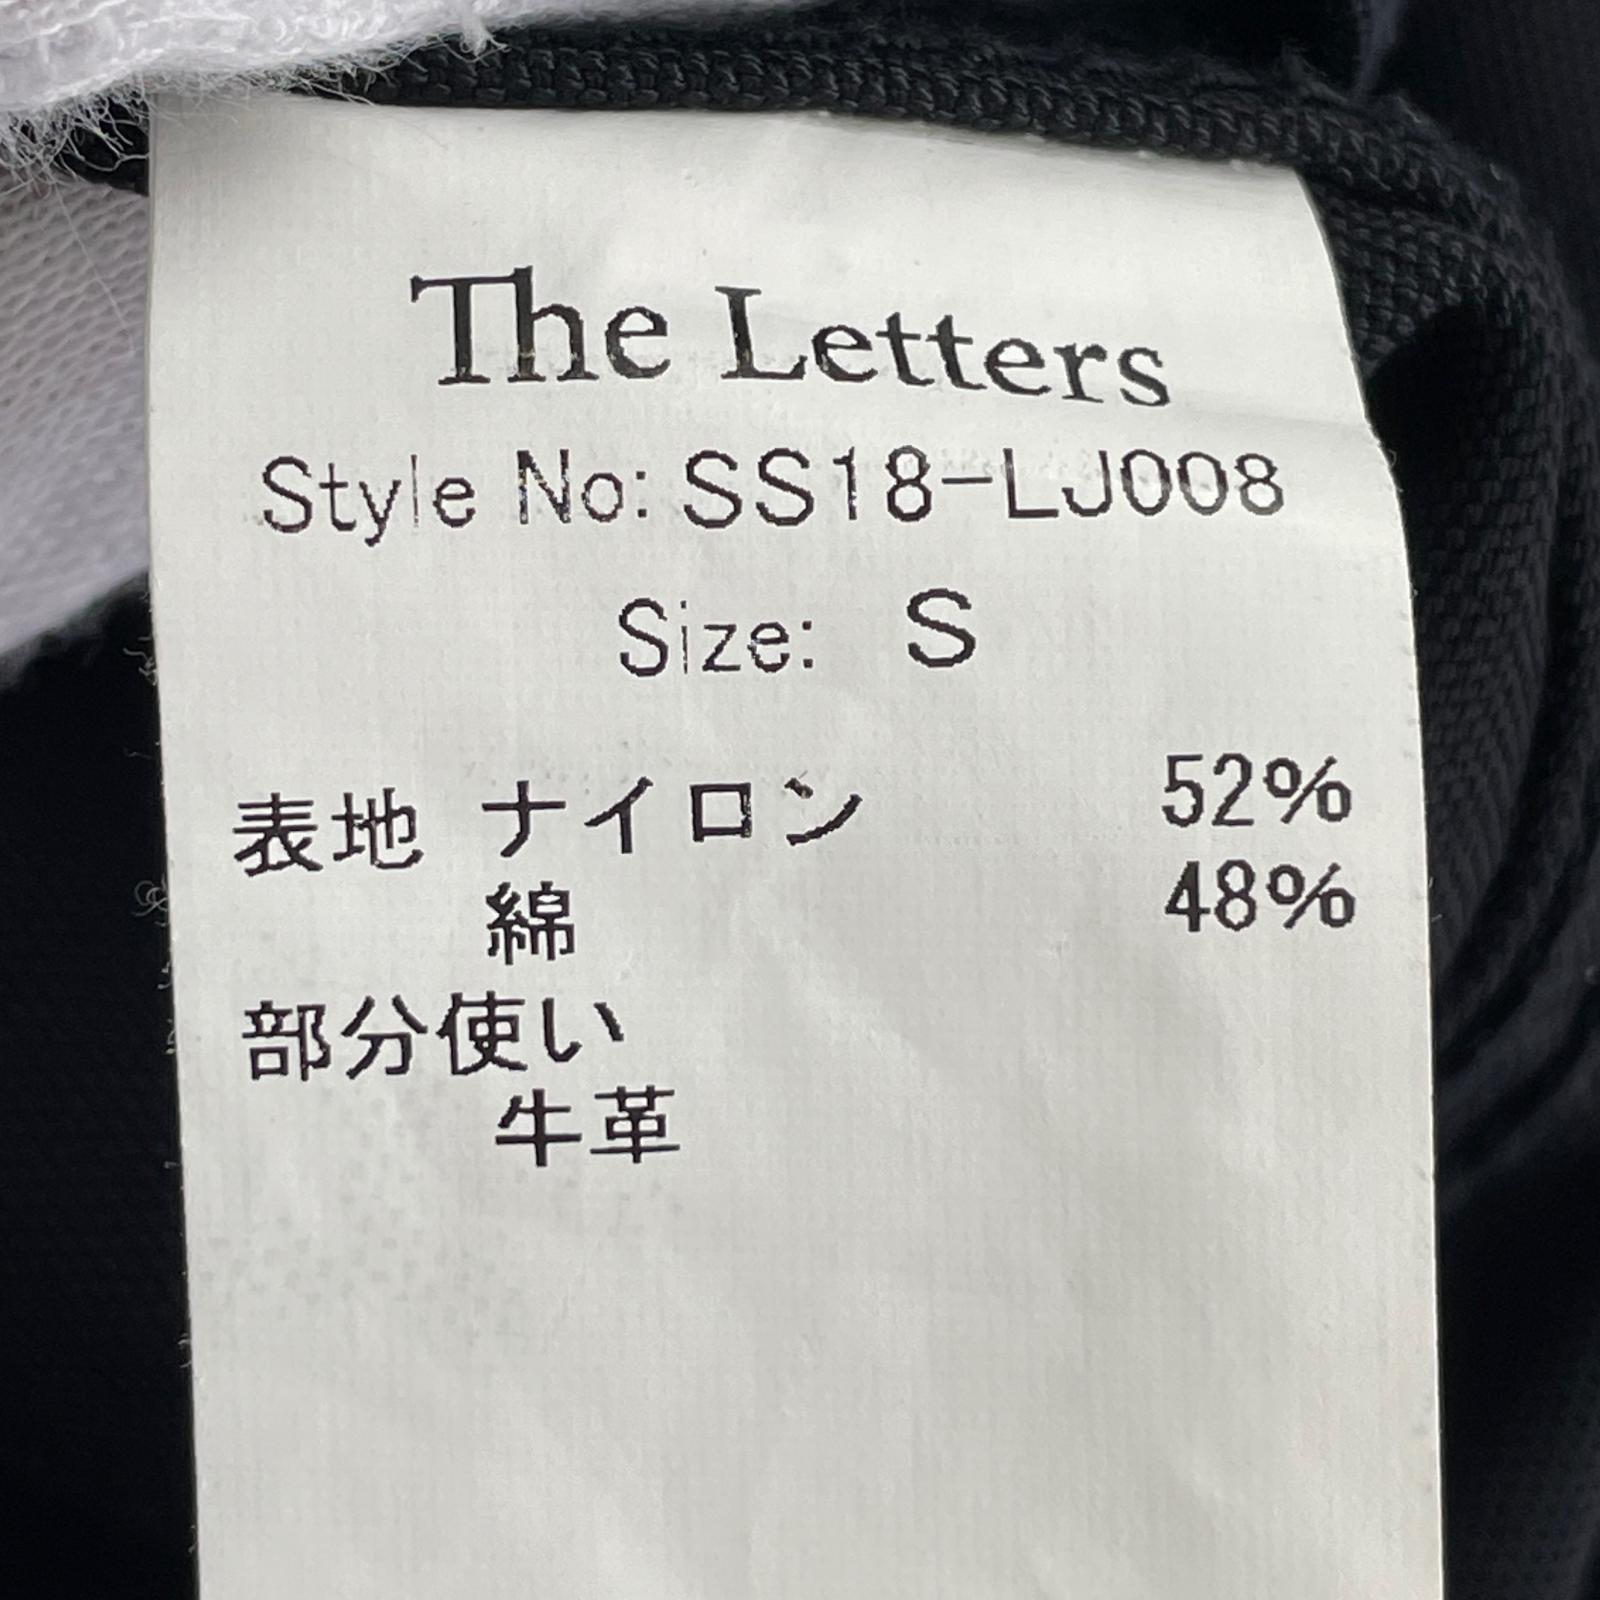 The Letters
Style No: SS18-LJ008
Size: S
表地 ナイロン 52%
綿 48%
部分使い
牛革